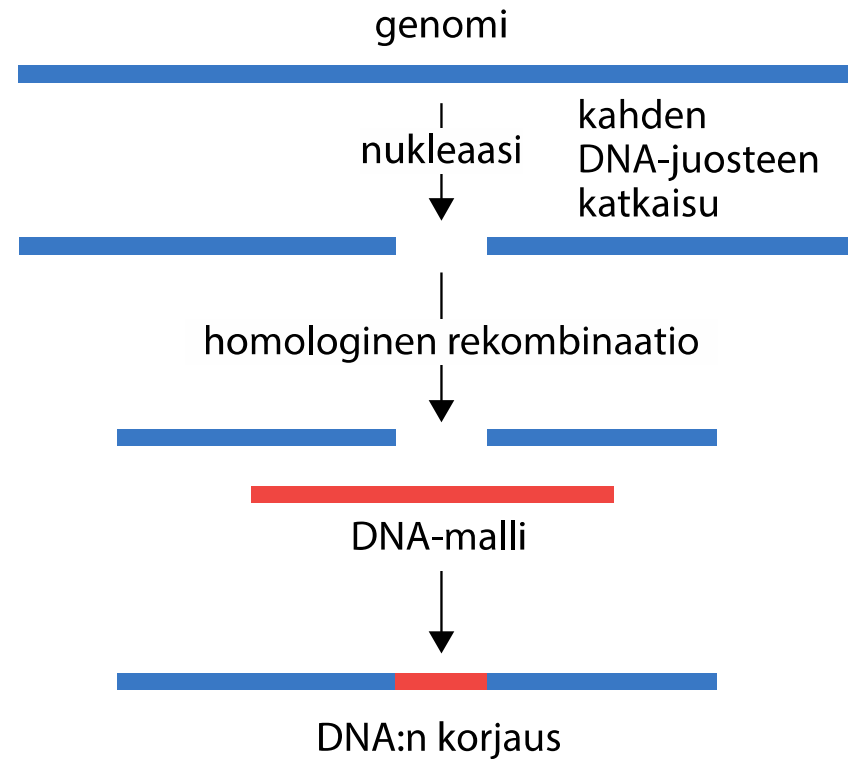 genomi
nukleaasi
kahden
DNA-juosteen
katkaisu
homologinen rekombinaatio
DNA-malli
DNA:n korjaus